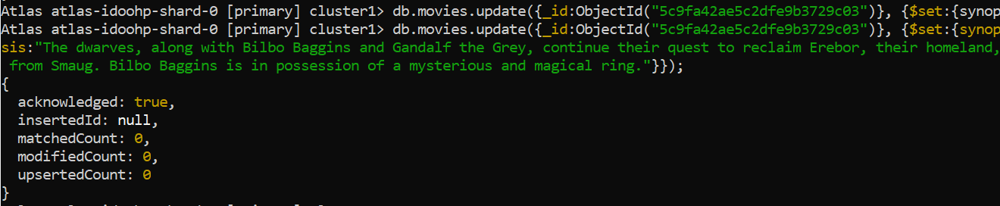 Atlas atlas-idoohp-shard-0 [primary] cluster1> db.movies.update({_id:ObjectId("5c9fa42ae5c2dfe9b3729c03")}, {$set:{synop
Atlas atlas-idoohp-shard-0 [primary] cluster1> db.movies.update({_id:ObjectId("5c9fa42ae5c2dfe9b3729c03")}, {$set:{synop
sis:"The dwarves, along with Bilbo Baggins and Gandalf the Grey, continue their quest to reclaim Erebor, their homeland,
 from Smaug. Bilbo Baggins is in possession of a mysterious and magical ring."}});
{
  acknowledged: true,
  insertedId: null,
  matchedCount: 0,
  modifiedCount: 0,
  upsertedCount: 0
}